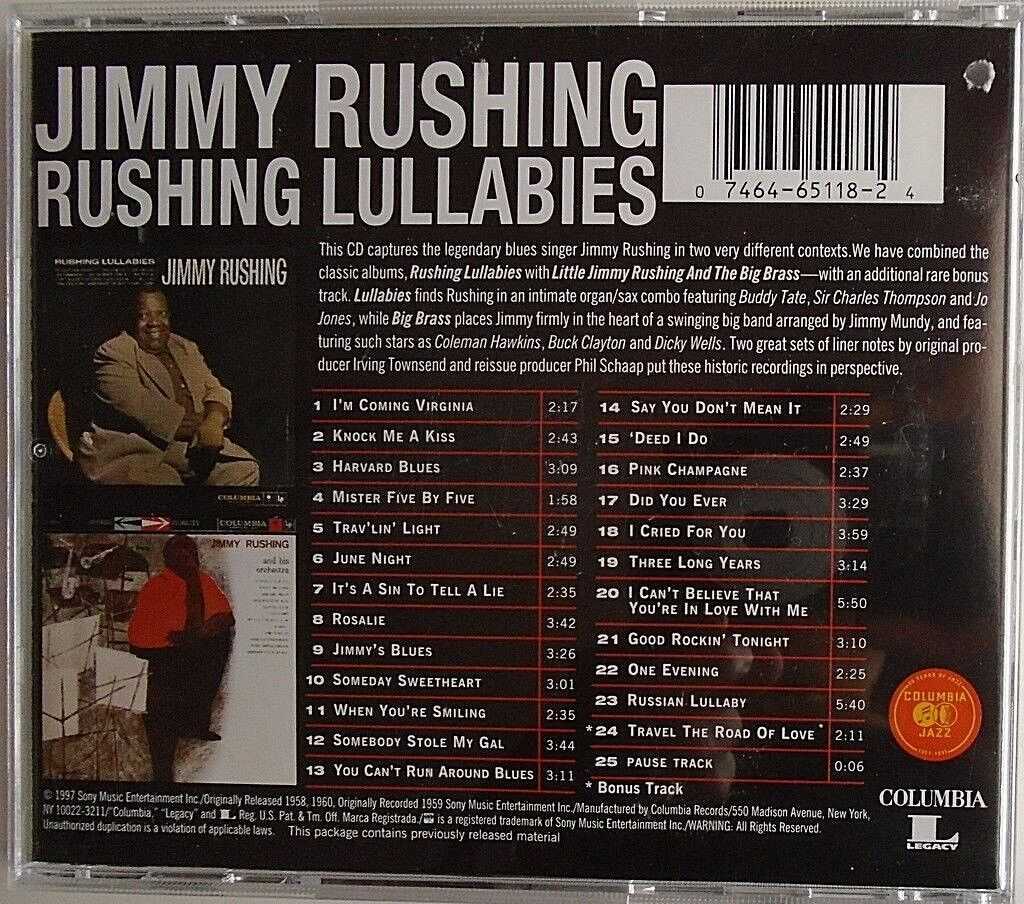 JIMMY RUSHING
RUSHING LULLABIES
0 7464-65118-2 4
This CD captures the legendary blues singer Jimmy Rushing in two very different contexts.We have combined the
classic albums, Rushing Lullabies with Little Jimmy Rushing And The Big Brass—with an additional rare bonus
track. Lullabies finds Rushing in an intimate organ/sax combo featuring Buddy Tate, Sir Charles Thompson and Jo
Jones, while Big Brass places Jimmy firmly in the heart of a swinging big band arranged by Jimmy Mundy, and fea-
turing such stars as Coleman Hawkins, Buck Clayton and Dicky Wells. Two great sets of liner notes by original pro-
ducer Irving Townsend and reissue producer Phil Schaap put these historic recordings in perspective.
RUSHING LULLABIES JIMMY RUSHING
COLUMBIA
COLUMBIA
JIMMY RUSHING
and his
orchestra
1 I'M COMING VIRGINIA 2:17
2 KNOCK ME A KISS 2:43
3 HARVARD BLUES 3:09
4 MISTER FIVE BY FIVE 1:58
5 TRAV'LIN' LIGHT 2:49
6 JUNE NIGHT 2:49
7 IT'S A SIN TO TELL A LIE 2:35
8 ROSALIE 3:42
9 JIMMY'S BLUES 3:26
10 SOMEDAY SWEETHEART 3:01
11 WHEN YOU'RE SMILING 2:35
12 SOMEBODY STOLE MY GAL 3:44
13 YOU CAN'T RUN AROUND BLUES 3:11
14 SAY YOU DON'T MEAN IT 2:29
15 'DEED I DO 2:49
16 PINK CHAMPAGNE 2:37
17 DID YOU EVER 3:29
18 I CRIED FOR YOU 3:59
19 THREE LONG YEARS 3:14
20 I CAN'T BELIEVE THAT
YOU'RE IN LOVE WITH ME 5:50
21 GOOD ROCKIN' TONIGHT 3:10
22 ONE EVENING 2:25
23 RUSSIAN LULLABY 5:40
*24 TRAVEL THE ROAD OF LOVE* 2:11
25 PAUSE TRACK 0:06
* Bonus Track
COLUMBIA
JAZZ
COLUMBIA
L
LEGACY
© 1997 Sony Music Entertainment Inc./Originally Released 1958, 1960, Originally Recorded 1959 Sony Music Entertainment Inc./Manufactured by Columbia Records/550 Madison Avenue, New York,
NY 10022-3211/"Columbia," "Legacy" and L Reg. U.S. Pat. & Tm. Off. Marca Registrada./ is a registered trademark of Sony Music Entertainment Inc./WARNING: All Rights Reserved.
Unauthorized duplication is a violation of applicable laws. This package contains previously released material